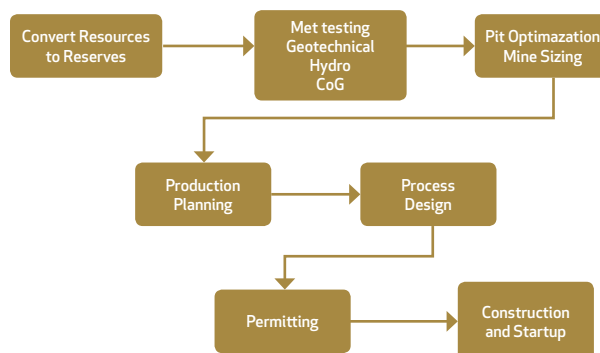 Convert Resources
to Reserves
Met testing
Geotechnical
Hydro
CoG
Pit Optimazation
Mine Sizing
Production
Planning
Process
Design
Permitting
Construction
and Startup